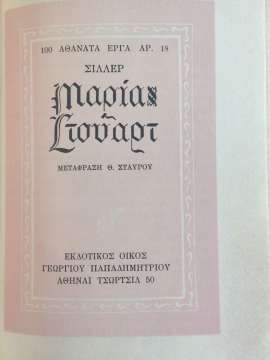 100 ΑΘΑΝΑΤΑ ΕΡΓΑ ΑΡ. 18
ΣΙΛΛΕΡ
Μαρία
Στούαρτ
ΜΕΤΑΦΡΑΣΗ Θ. ΣΤΑΥΡΟΥ
ΕΚΔΟΤΙΚΟΣ ΟΙΚΟΣ
ΓΕΩΡΓΙΟΥ ΠΑΠΑΔΗΜΗΤΡΙΟΥ
ΑΘΗΝΑΙ ΤΣΩΡΤΣΙΛ 50